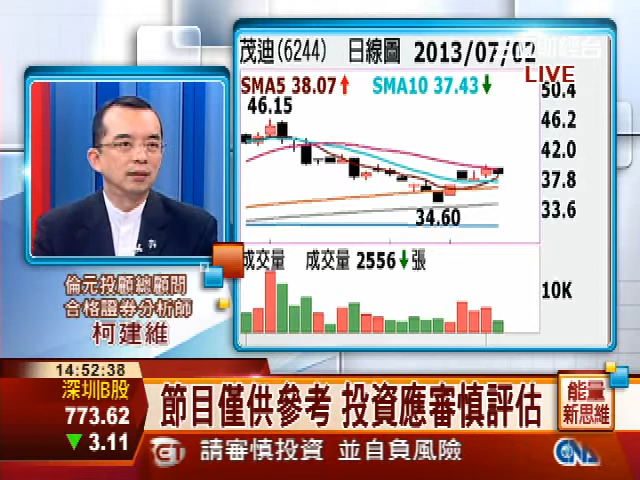 茂迪(6244) 日線圖 2013/07/02
LIVE
SMA5 38.07 SMA10 37.43
46.15
34.60
50.4
46.2
42.0
37.8
33.6
成交量 成交量 2556 張
10K
倫元投顧總顧問
合格證券分析師
柯建維
14:52:38
深圳B股
773.62
▼ 3.11
節目僅供參考 投資應審慎評估
能量
新思維
請審慎投資 並自負風險